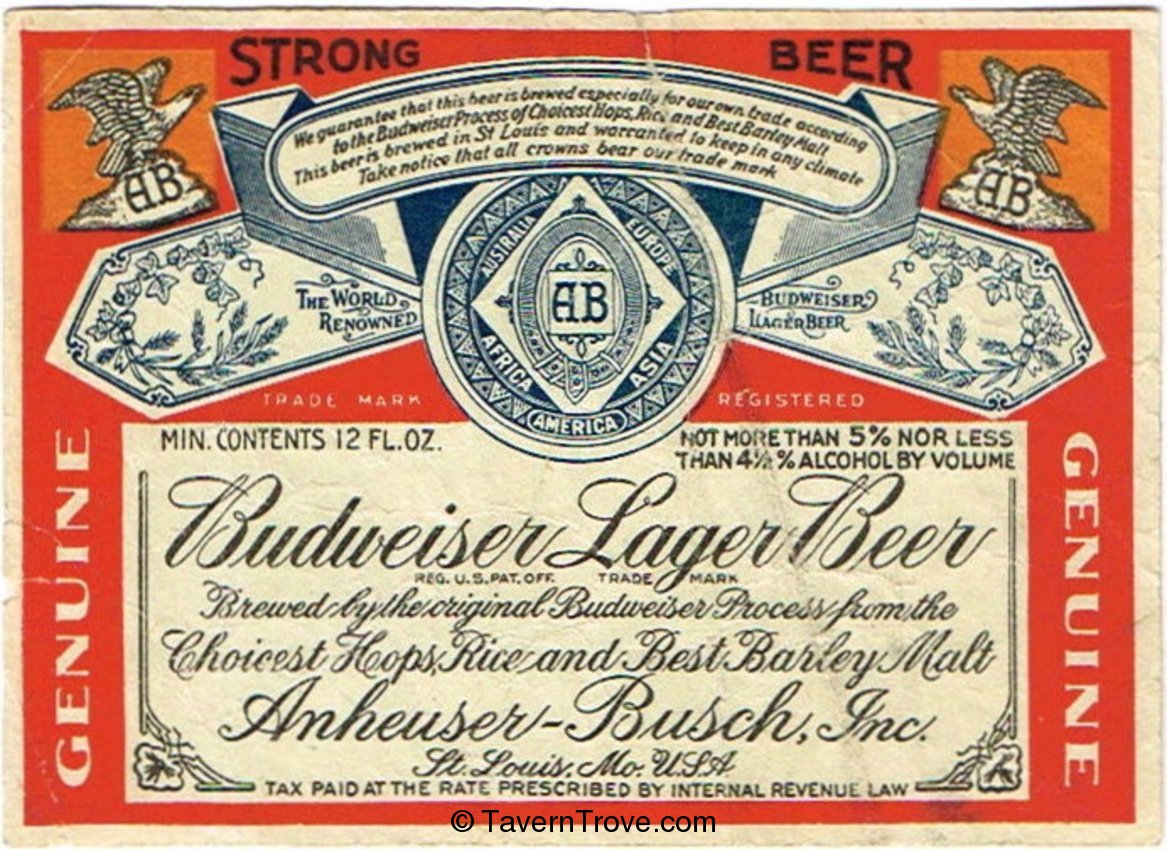 STRONG BEER
We guarantee that this beer is brewed especially for our own trade according
to the Budweiser Process of Choicest Hops, Rice and Best Barley Malt
This beer is brewed in St Louis and warranted to keep in any climate
Take notice that all crowns bear our trade mark
AB
AB
AUSTRALIA
EUROPE
AB
AFRICA
ASIA
AMERICA
THE WORLD
RENOWNED
BUDWEISER
LAGER BEER
TRADE MARK
REGISTERED
GENUINE
GENUINE
MIN. CONTENTS 12 FL.OZ.
NOT MORE THAN 5% NOR LESS
THAN 4½% ALCOHOL BY VOLUME
Budweiser Lager Beer
REG. U.S. PAT. OFF. TRADE MARK
Brewed by the original Budweiser Process from the
Choicest Hops, Rice and Best Barley Malt
Anheuser-Busch, Inc.
St. Louis, Mo. U.S.A
TAX PAID AT THE RATE PRESCRIBED BY INTERNAL REVENUE LAW
© TavernTrove.com